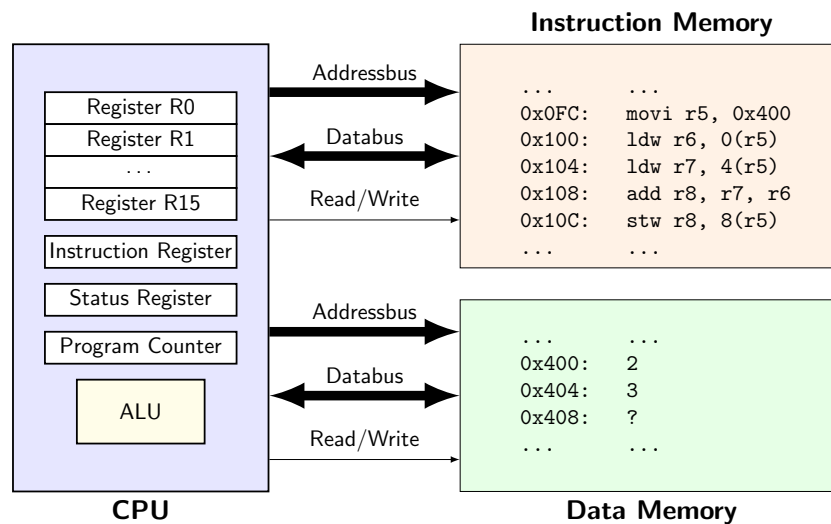 Instruction Memory
Register R0
Register R1
...
Register R15
Instruction Register
Status Register
Program Counter
ALU
CPU
Addressbus
Databus
Read/Write
Addressbus
Databus
Read/Write
... ...
0x0FC: movi r5, 0x400
0x100: ldw r6, 0(r5)
0x104: ldw r7, 4(r5)
0x108: add r8, r7, r6
0x10C: stw r8, 8(r5)
... ...
... ...
0x400: 2
0x404: 3
0x408: ?
... ...
Data Memory